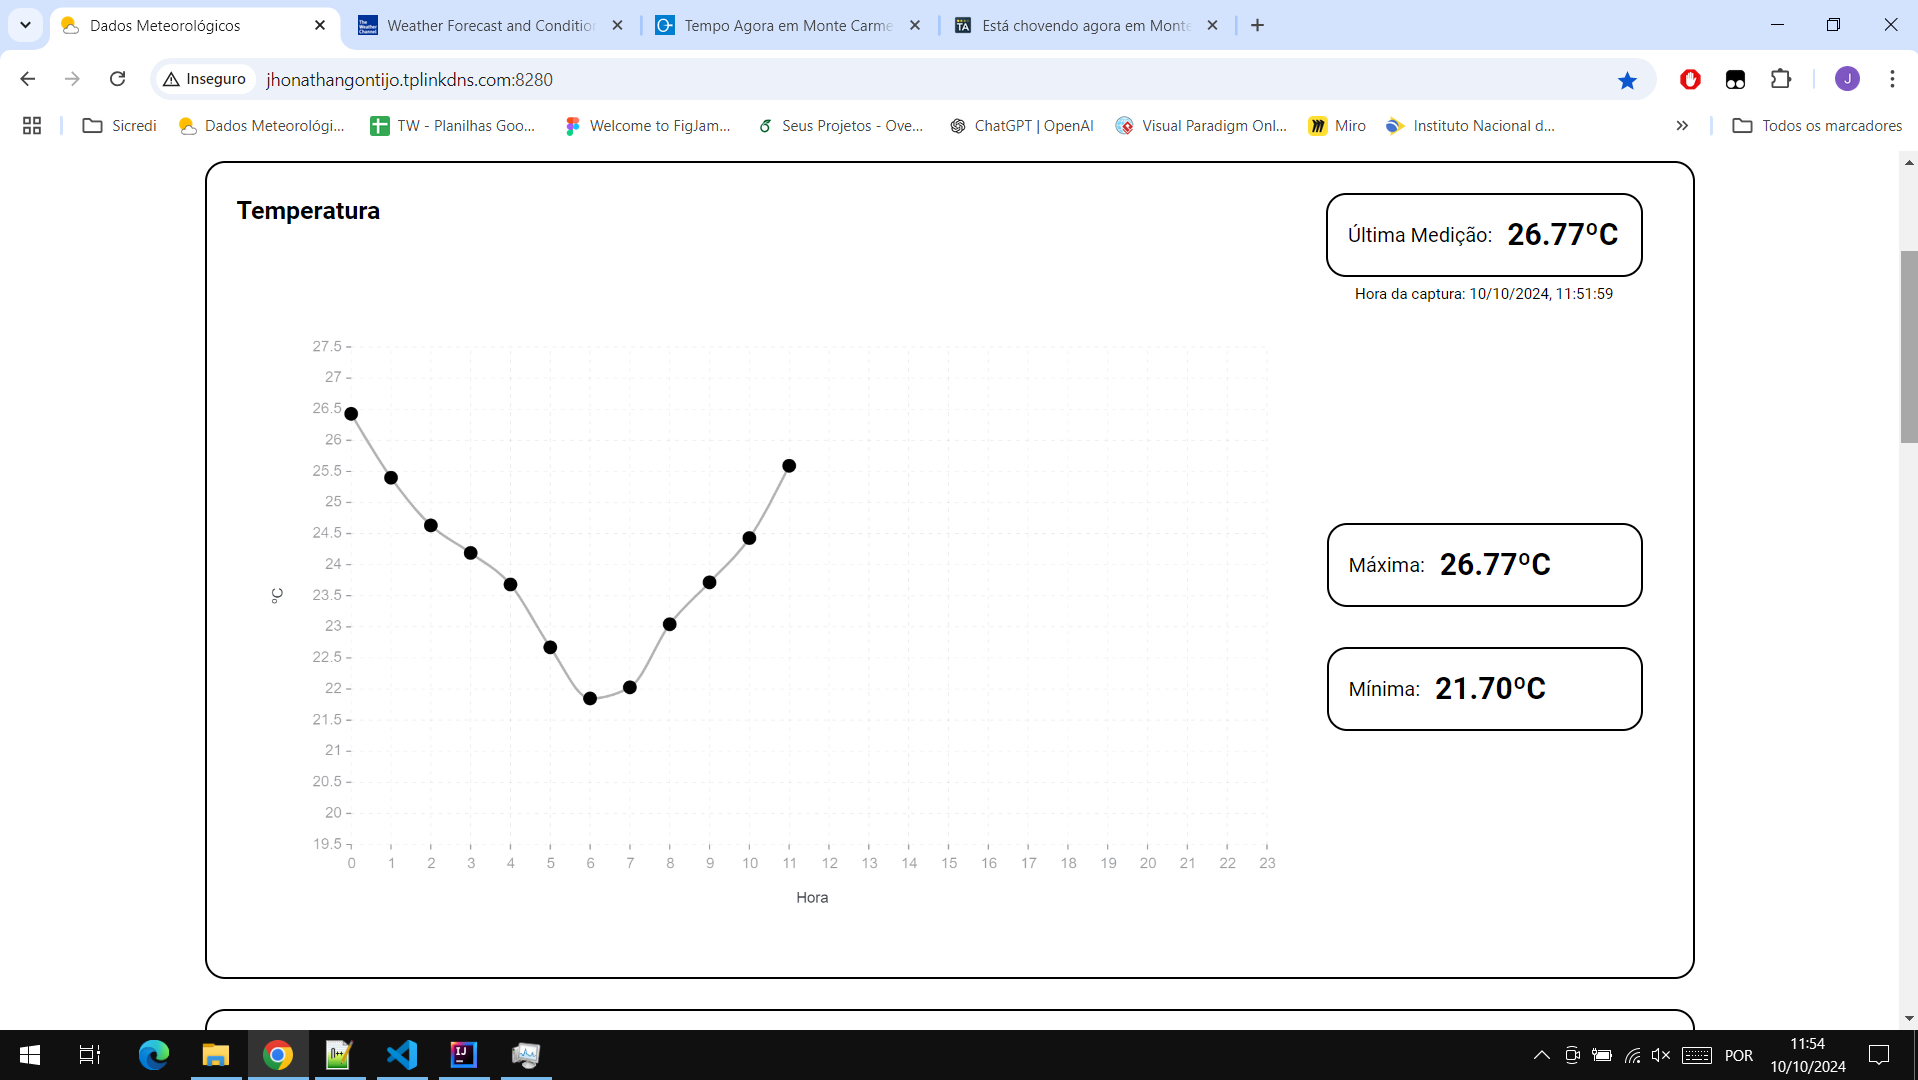 Dados Meteorológicos
Weather Forecast and Condition
Tempo Agora em Monte Carme
Está chovendo agora em Monte
Inseguro
jhonathangontijo.tplinkdns.com:8280
J
Sicredi
Dados Meteorológi...
TW - Planilhas Goo...
Welcome to FigJam...
Seus Projetos - Ove...
ChatGPT | OpenAI
Visual Paradigm Onl...
Miro
Instituto Nacional d...
Todos os marcadores
Temperatura
Última Medição: 26.77ºC
Hora da captura: 10/10/2024, 11:51:59
27.5
27
26.5
26
25.5
25
24.5
24
23.5
23
22.5
22
21.5
21
20.5
20
19.5
ºC
0 1 2 3 4 5 6 7 8 9 10 11 12 13 14 15 16 17 18 19 20 21 22 23
Hora
Máxima: 26.77ºC
Mínima: 21.70ºC
POR
11:54
10/10/2024